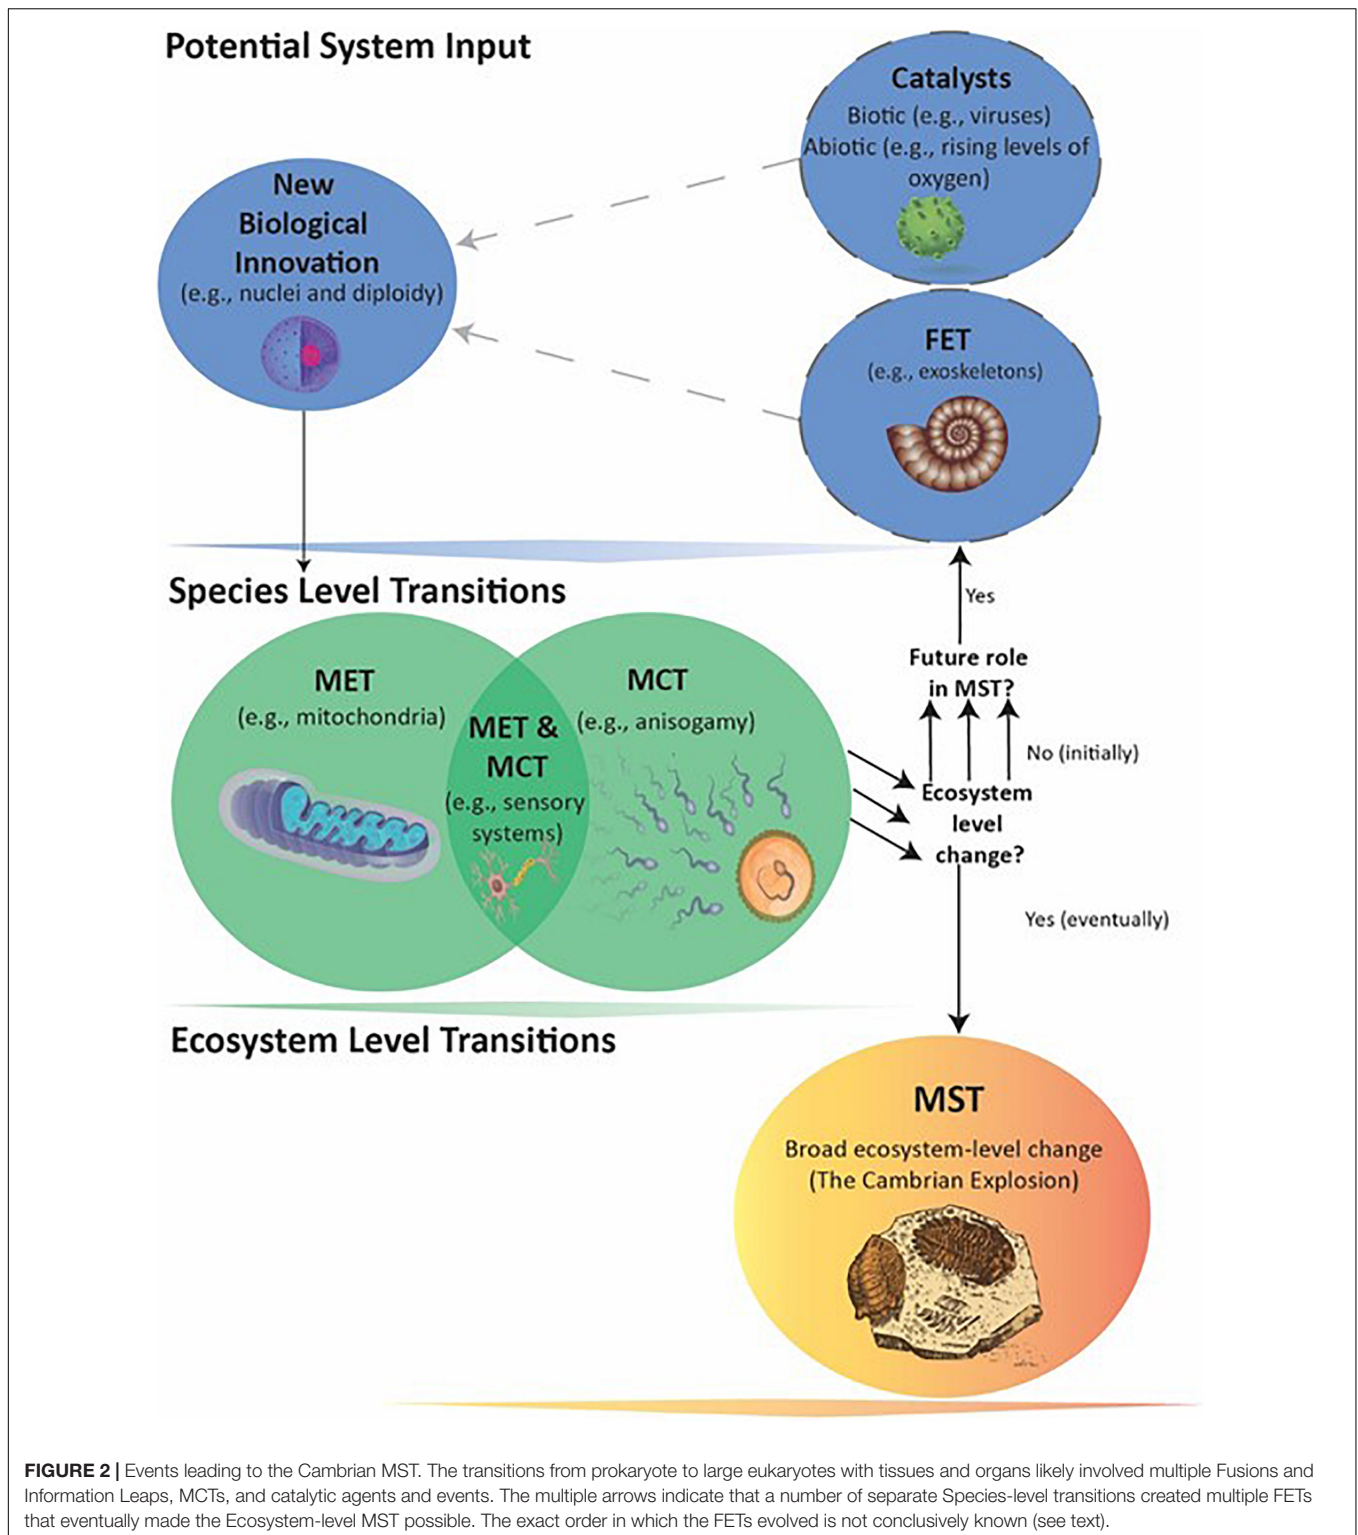 Potential System Input
Catalysts
Biotic (e.g., viruses)
Abiotic (e.g., rising levels of
oxygen)
New
Biological
Innovation
(e.g., nuclei and diploidy)
FET
(e.g., exoskeletons)
Species Level Transitions
Yes
Future role
in MST?
MET
(e.g., mitochondria)
MET &
MCT
(e.g., sensory
systems)
MCT
(e.g., anisogamy)
No (initially)
Ecosystem
level
change?
Yes (eventually)
Ecosystem Level Transitions
MST
Broad ecosystem-level change
(The Cambrian Explosion)
FIGURE 2 | Events leading to the Cambrian MST. The transitions from prokaryote to large eukaryotes with tissues and organs likely involved multiple Fusions and
Information Leaps, MCTs, and catalytic agents and events. The multiple arrows indicate that a number of separate Species-level transitions created multiple FETs
that eventually made the Ecosystem-level MST possible. The exact order in which the FETs evolved is not conclusively known (see text).